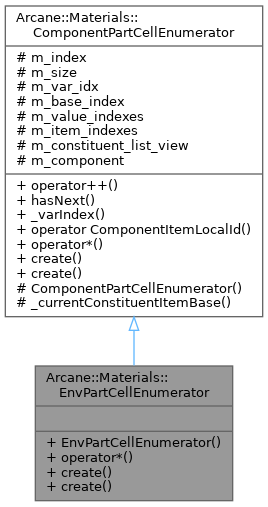 Arcane::Materials::
ComponentPartCellEnumerator
# m_index
# m_size
# m_var_idx
# m_base_index
# m_value_indexes
# m_item_indexes
# m_constituent_list_view
# m_component
+ operator++()
+ hasNext()
+ _varIndex()
+ operator ComponentItemLocalId()
+ operator*()
+ create()
+ create()
# ComponentPartCellEnumerator()
# _currentConstituentItemBase()
Arcane::Materials::
EnvPartCellEnumerator
+ EnvPartCellEnumerator()
+ operator*()
+ create()
+ create()